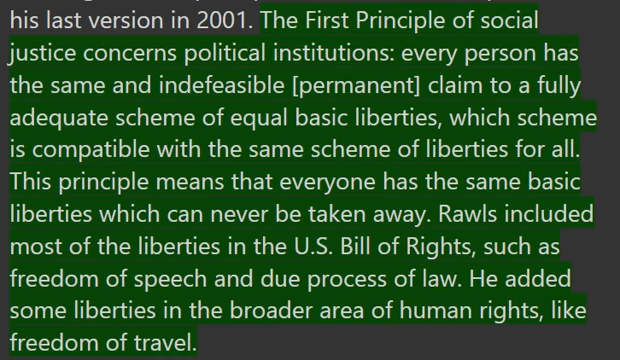 his last version in 2001. The First Principle of social
justice concerns political institutions: every person has
the same and indefeasible [permanent] claim to a fully
adequate scheme of equal basic liberties, which scheme
is compatible with the same scheme of liberties for all.
This principle means that everyone has the same basic
liberties which can never be taken away. Rawls included
most of the liberties in the U.S. Bill of Rights, such as
freedom of speech and due process of law. He added
some liberties in the broader area of human rights, like
freedom of travel.